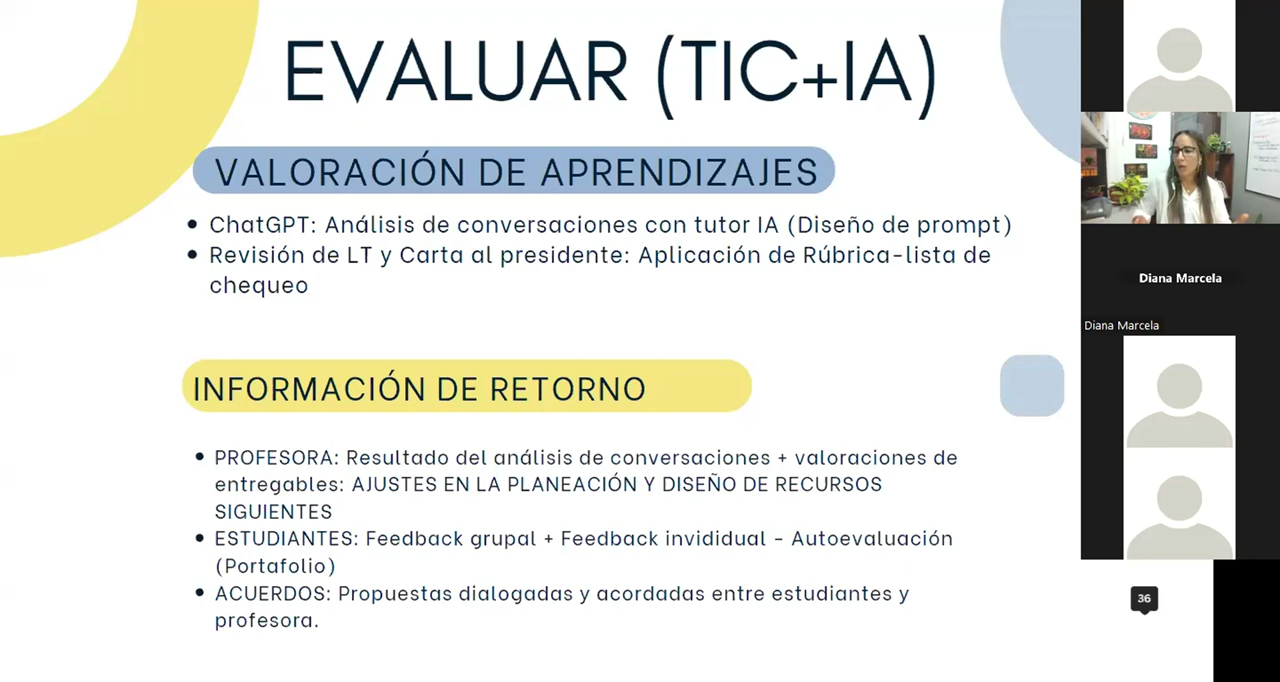 EVALUAR (TIC+IA)
VALORACIÓN DE APRENDIZAJES
• ChatGPT: Análisis de conversaciones con tutor IA (Diseño de prompt)
• Revisión de LT y Carta al presidente: Aplicación de Rúbrica-lista de
chequeo
INFORMACIÓN DE RETORNO
• PROFESORA: Resultado del análisis de conversaciones + valoraciones de
entregables: AJUSTES EN LA PLANEACIÓN Y DISEÑO DE RECURSOS
SIGUIENTES
• ESTUDIANTES: Feedback grupal + Feedback invididual - Autoevaluación
(Portafolio)
• ACUERDOS: Propuestas dialogadas y acordadas entre estudiantes y
profesora.
Diana Marcela
Diana Marcela
36